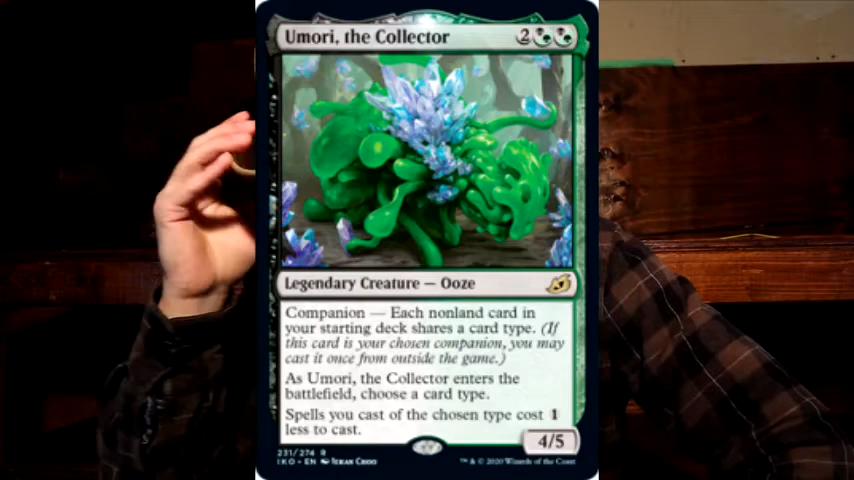 Umori, the Collector 2
Legendary Creature — Ooze
Companion — Each nonland card in
your starting deck shares a card type. (If
this card is your chosen companion, you may
cast it once from outside the game.)
As Umori, the Collector enters the
battlefield, choose a card type.
Spells you cast of the chosen type cost 1
less to cast.
4/5
231/274 R
IKO • EN Jehan Choo ™ & © 2020 Wizards of the Coast